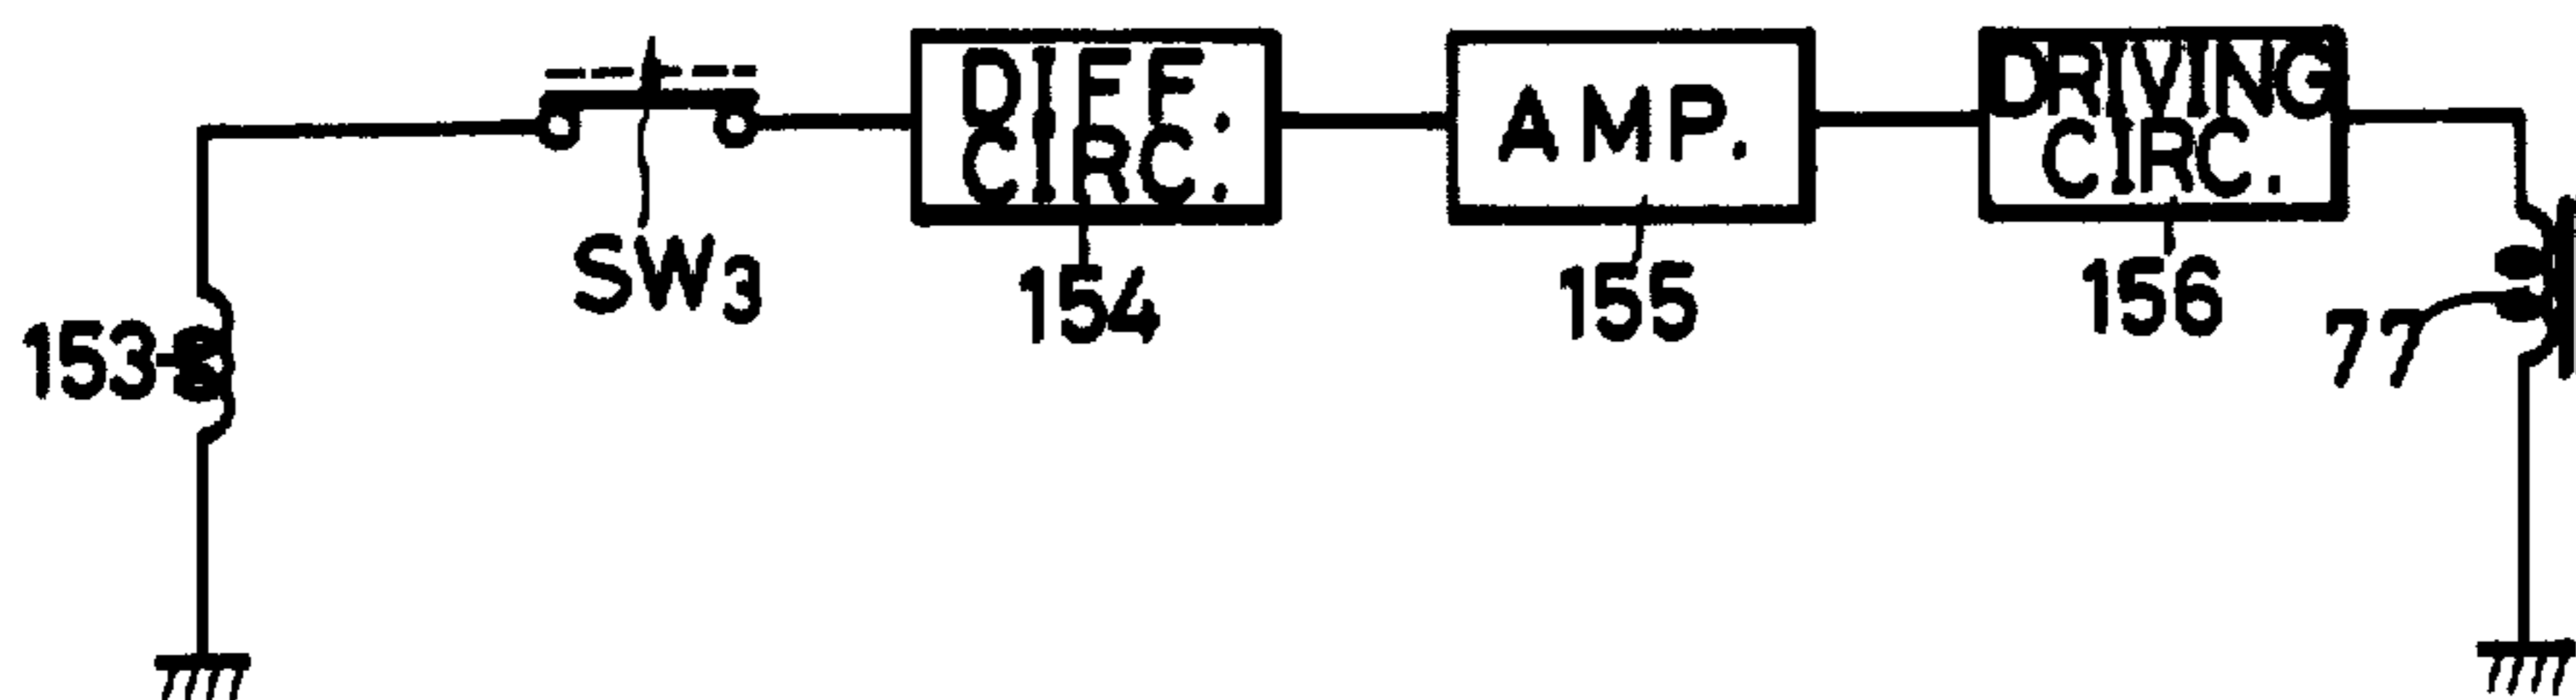 DIFF.
CIRC.
AMP.
DRIVING
CIRC.
SW3
153
154
155
156
77